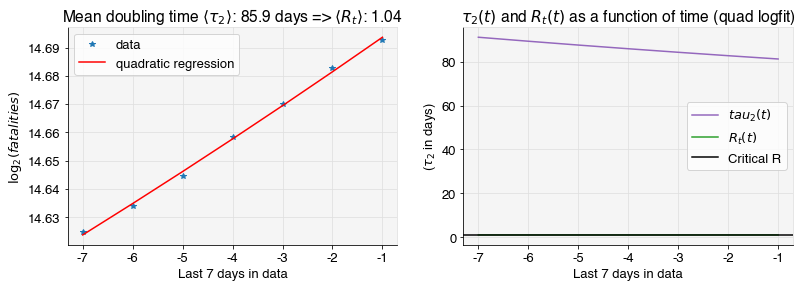 Mean doubling time ⟨τ₂⟩: 85.9 days => ⟨Rₜ⟩: 1.04
14.69
14.68
14.67
14.66
14.65
14.64
14.63
log₂(fatalities)
data
quadratic regression
-7 -6 -5 -4 -3 -2 -1
Last 7 days in data
τ₂(t) and Rₜ(t) as a function of time (quad logfit)
80
60
40
20
0
(τ₂ in days)
tau₂(t)
Rₜ(t)
Critical R
-7 -6 -5 -4 -3 -2 -1
Last 7 days in data